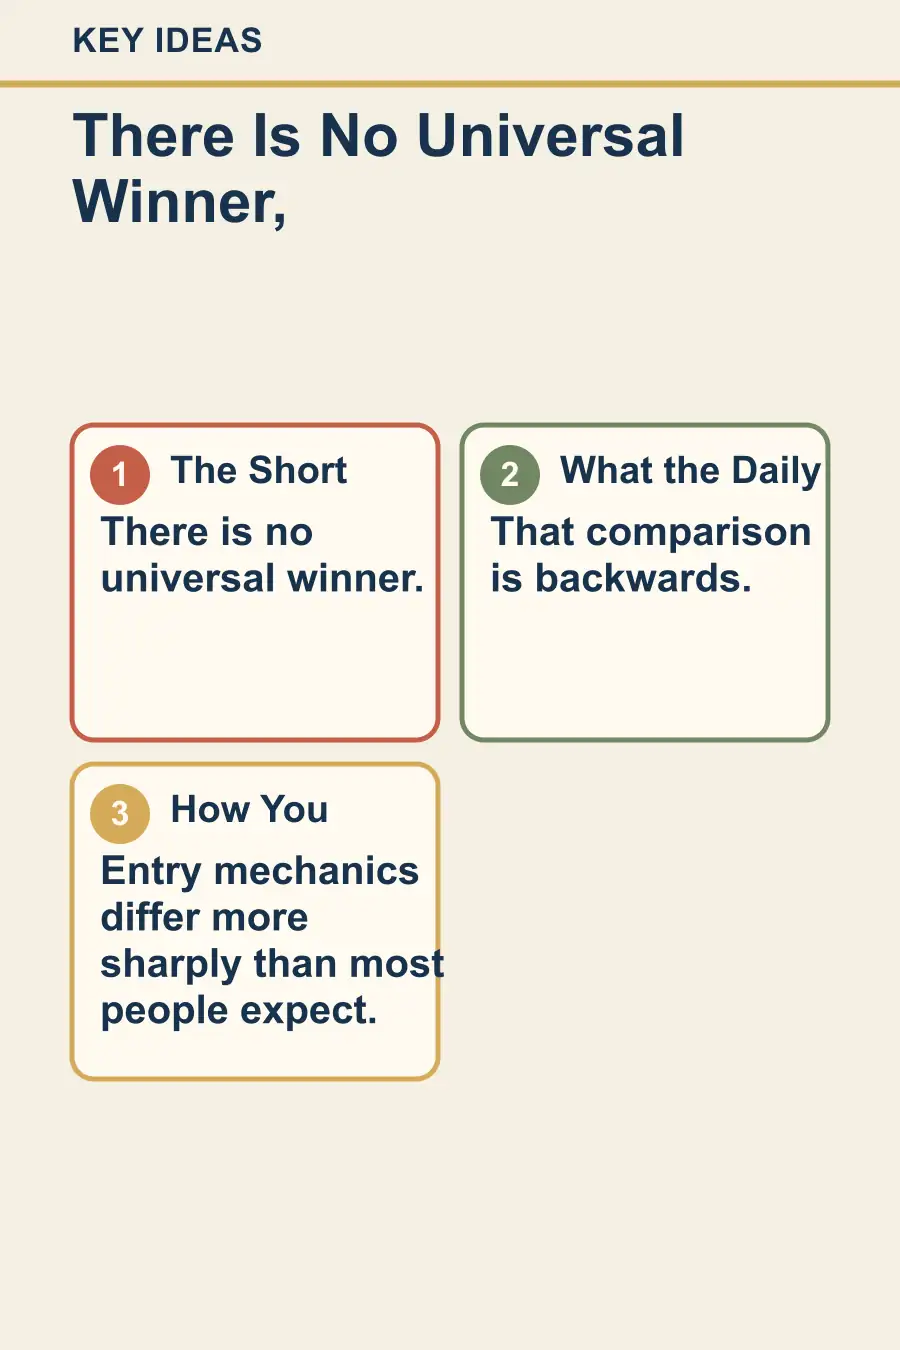 KEY IDEAS
There Is No Universal
Winner,
1 The Short
There is no
universal winner.
2 What the Daily
That comparison
is backwards.
3 How You
Entry mechanics
differ more
sharply than most
people expect.